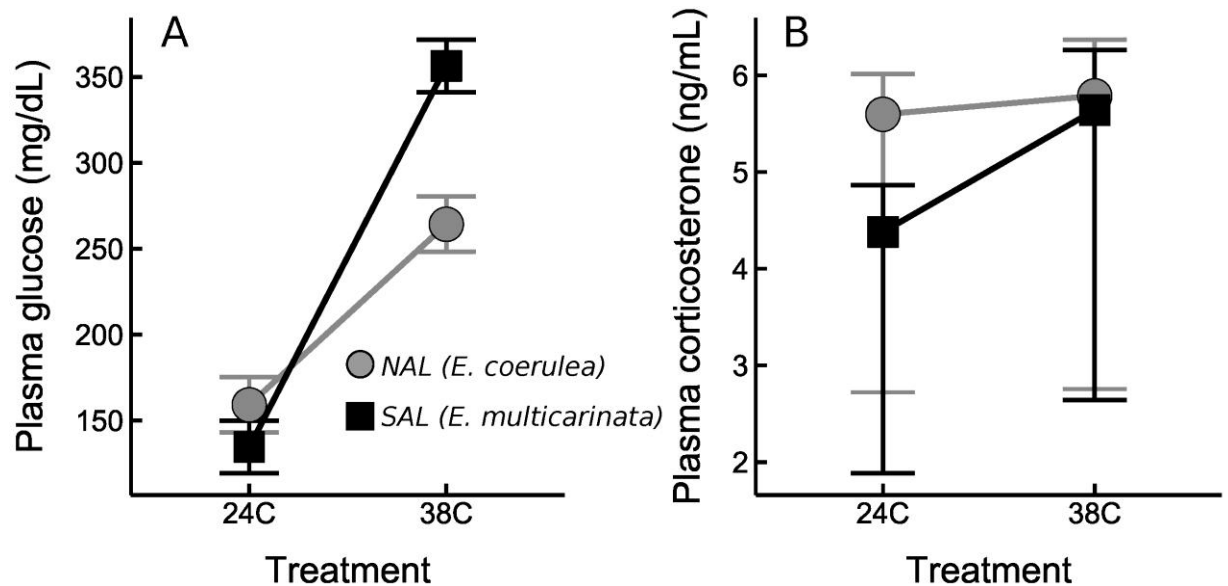 A
Plasma glucose (mg/dL)
350
300
250
200
150
NAL (E. coerulea)
SAL (E. multicarinata)
24C
38C
Treatment
B
Plasma corticosterone (ng/mL)
6
5
4
3
2
24C
38C
Treatment